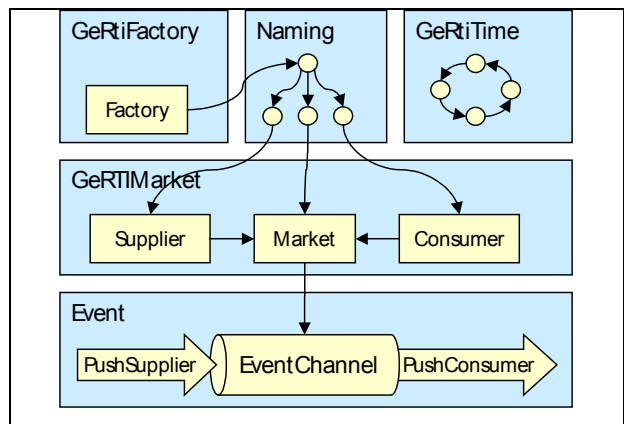 GeRtiFactory
Naming
GeRtiTime
Factory
GeRTIMarket
Supplier
Market
Consumer
Event
PushSupplier
EventChannel
PushConsumer